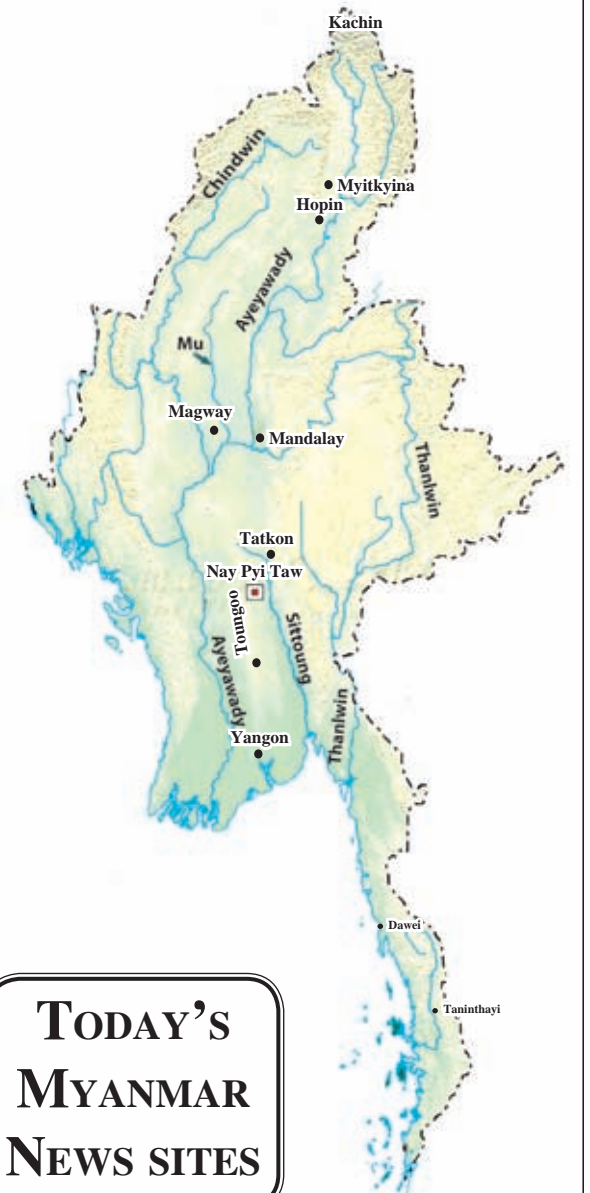 Kachin
Chindwin
Myitkyina
Hopin
Ayeyawady
Mu
Magway
Mandalay
Thanlwin
Tatkon
Nay Pyi Taw
Toungoo
Sittoung
Ayeyawady
Thanlwin
Yangon
Dawei
Taninthayi
TODAY'S
MYANMAR
NEWS SITES